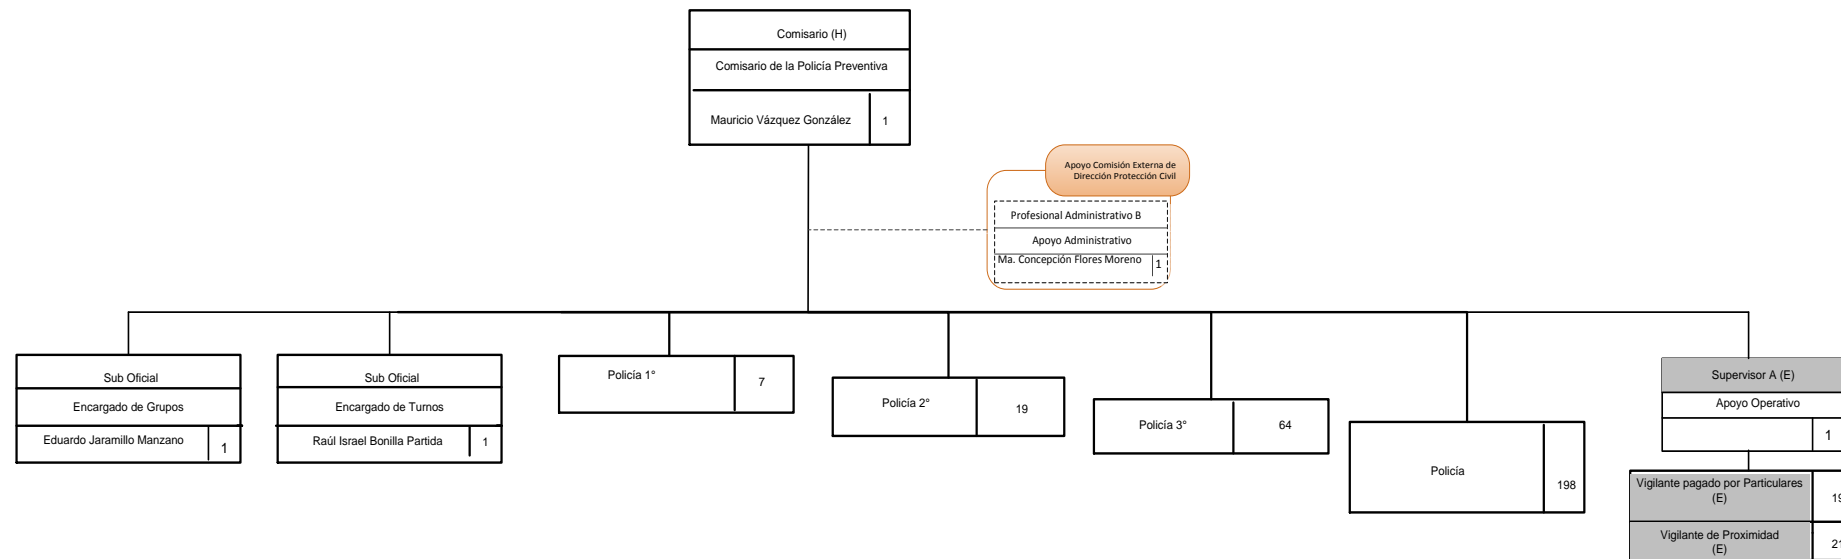 Comisario (H)
Comisario de la Policía Preventiva
Mauricio Vázquez González 1
Apoyo Comisión Externa de
Dirección Protección Civil
Profesional Administrativo B
Apoyo Administrativo
Ma. Concepción Flores Moreno 1
Sub Oficial
Encargado de Grupos
Eduardo Jaramillo Manzano 1
Sub Oficial
Encargado de Turnos
Raúl Israel Bonilla Partida 1
Policía 1° 7
Policía 2° 19
Policía 3° 64
Policía 198
Supervisor A (E)
Apoyo Operativo
1
Vigilante pagado por Particulares
(E)
Vigilante de Proximidad
(E)